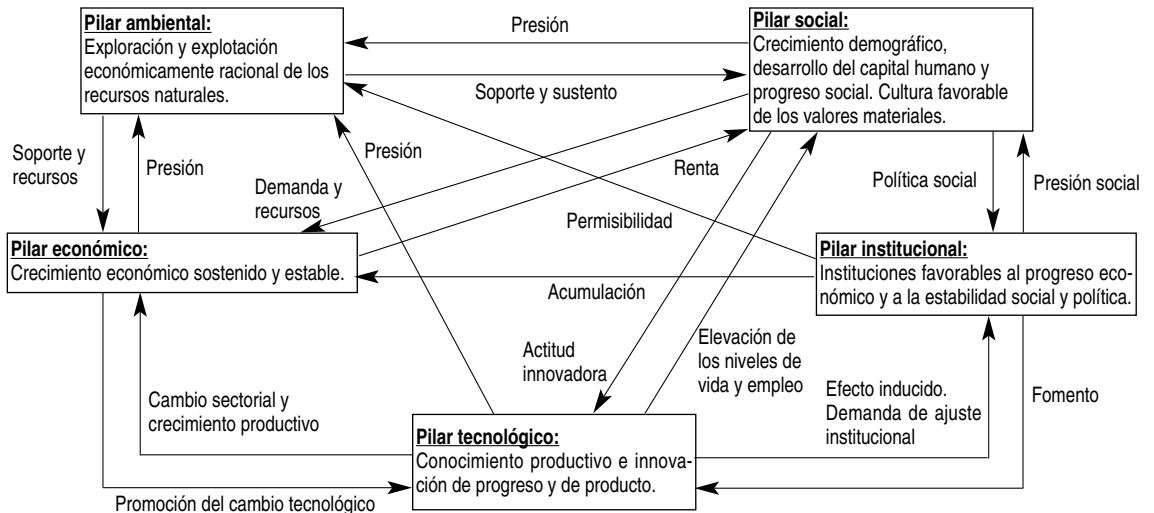 Pilar ambiental:
Exploración y explotación
económicamente racional de los
recursos naturales.
Presión
Soporte y sustento
Pilar social:
Crecimiento demográfico,
desarrollo del capital humano y
progreso social. Cultura favorable
de los valores materiales.
Soporte y
recursos
Presión
Presión
Demanda y
recursos
Renta
Permisibilidad
Política social
Presión social
Pilar económico:
Crecimiento económico sostenido y estable.
Pilar institucional:
Instituciones favorables al progreso eco-
nómico y a la estabilidad social y política.
Acumulación
Actitud
innovadora
Elevación de
los niveles de
vida y empleo
Cambio sectorial y
crecimiento productivo
Efecto inducido.
Demanda de ajuste
institucional
Fomento
Pilar tecnológico:
Conocimiento productivo e innova-
ción de progreso y de producto.
Promoción del cambio tecnológico